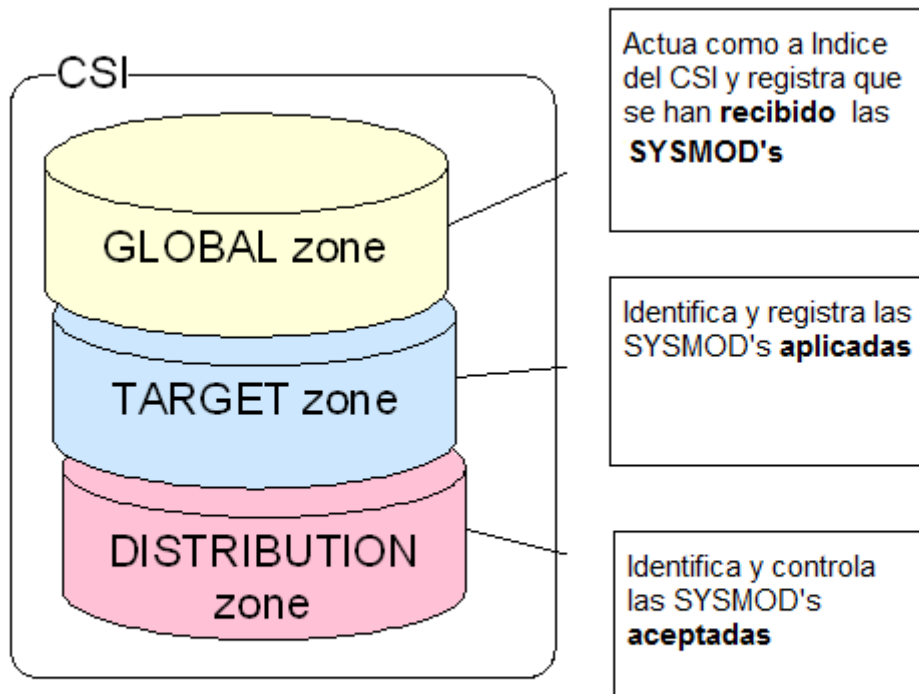 CSI
GLOBAL zone
TARGET zone
DISTRIBUTION
zone
Actua como a Indice
del CSI y registra que
se han recibido las
SYSMOD's
Identifica y registra las
SYSMOD's aplicadas
Identifica y controla
las SYSMOD's
aceptadas